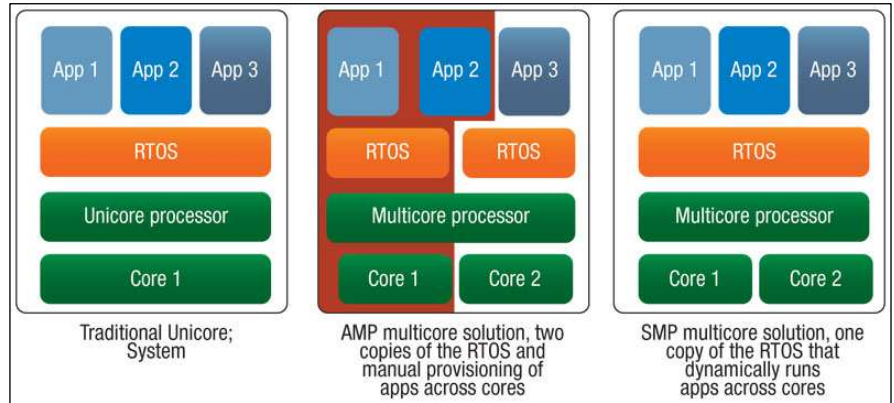 App 1
App 2
App 3
RTOS
Unicore processor
Core 1
Traditional Unicore;
System
App 1
App 2
App 3
RTOS
RTOS
Multicore processor
Core 1
Core 2
AMP multicore solution, two
copies of the RTOS and
manual provisioning of
apps across cores
App 1
App 2
App 3
RTOS
Multicore processor
Core 1
Core 2
SMP multicore solution, one
copy of the RTOS that
dynamically runs
apps across cores